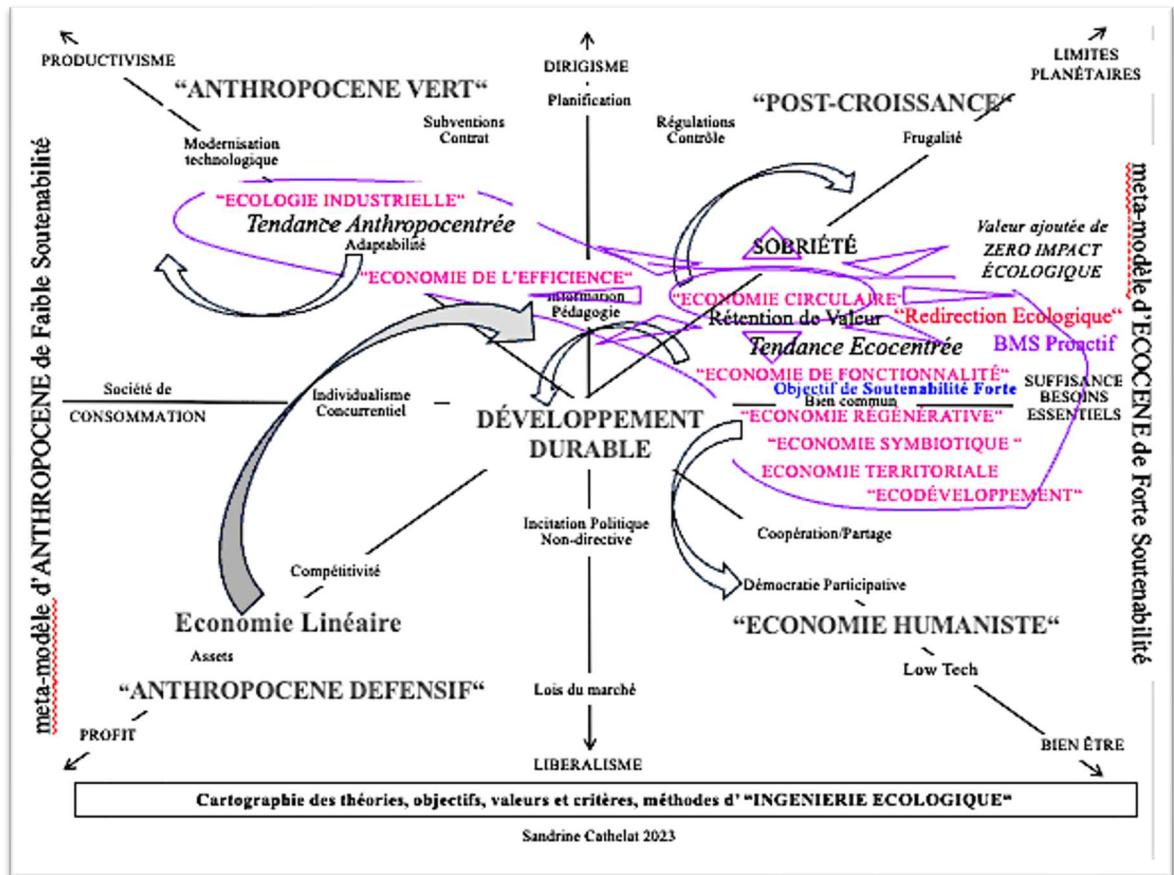 PRODUCTIVISME
DIRIGISME
LIMITES
PLANÉTAIRES
“ANTHROPOCENE VERT”
Planification
“POST-CROISSANCE“
Subventions
Contrat
Régulations
Contrôle
Frugalité
Modernisation
technologique
“ECOLOGIE INDUSTRIELLE”
Tendance Anthropocentrée
Adaptabilité
SOBRIÉTÉ
Valeur ajoutée de
ZERO IMPACT
ÉCOLOGIQUE
“ECONOMIE DE L’EFFICIENCE”
Information
Pédagogie
“ECONOMIE CIRCULAIRE”
Rétention de Valeur
“Redirection Ecologique“
Tendance Ecocentrée
BMS Proactif
“ECONOMIE DE FONCTIONNALITÉ“
Objectif de Soutenabilité Forte
Bien commun
SUFFISANCE
BESOINS
ESSENTIELS
Société de
CONSOMMATION
Individualisme
Concurrentiel
DÉVELOPPEMENT
DURABLE
“ECONOMIE RÉGÉNÉRATIVE”
“ECONOMIE SYMBIOTIQUE “
ECONOMIE TERRITORIALE
“ECODÉVELOPPEMENT“
Incitation Politique
Non-directive
Coopération/Partage
Compétitivité
Démocratie Participative
Economie Linéaire
“ECONOMIE HUMANISTE“
Assets
Low Tech
“ANTHROPOCENE DEFENSIF“
Lois du marché
PROFIT
BIEN ÊTRE
LIBERALISME
meta-modèle d’ANTHROPOCENE de Faible Soutenabilité
meta-modèle d’ECOCENE de Forte Soutenabilité
Cartographie des théories, objectifs, valeurs et critères, méthodes d’ “INGENIERIE ECOLOGIQUE“
Sandrine Cathelat 2023